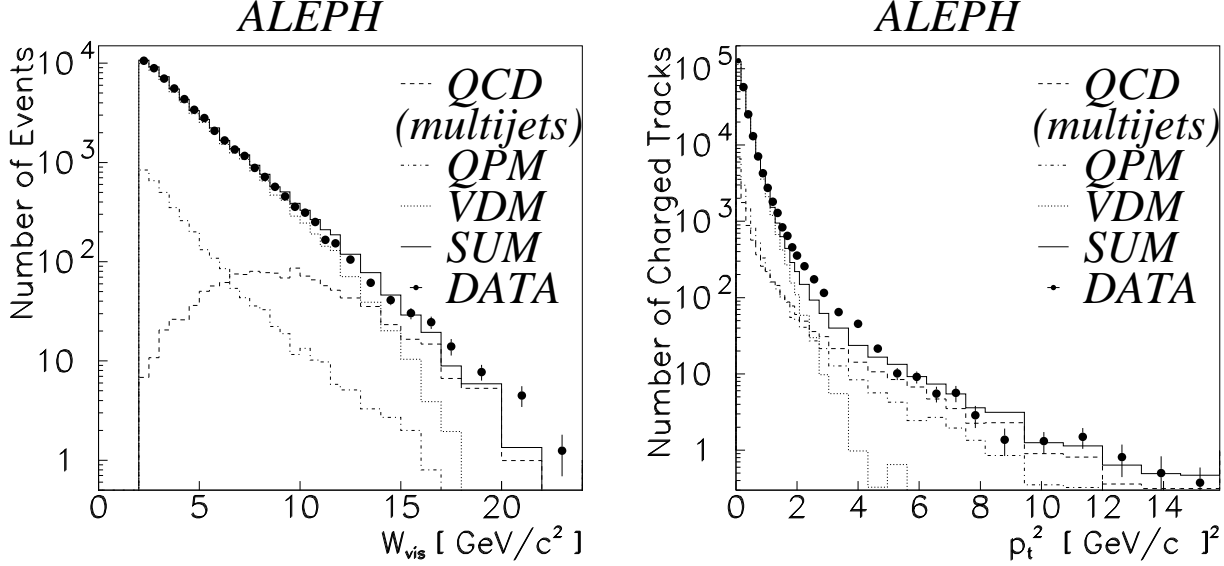 ALEPH
Number of Events
10^4
10^3
10^2
10
1
QCD
(multijets)
QPM
VDM
SUM
DATA
0 5 10 15 20
W_vis [ GeV/c^2 ]
ALEPH
Number of Charged Tracks
10^5
10^4
10^3
10^2
10
1
QCD
(multijets)
QPM
VDM
SUM
DATA
0 2 4 6 8 10 12 14
p_t^2 [ GeV/c ]^2